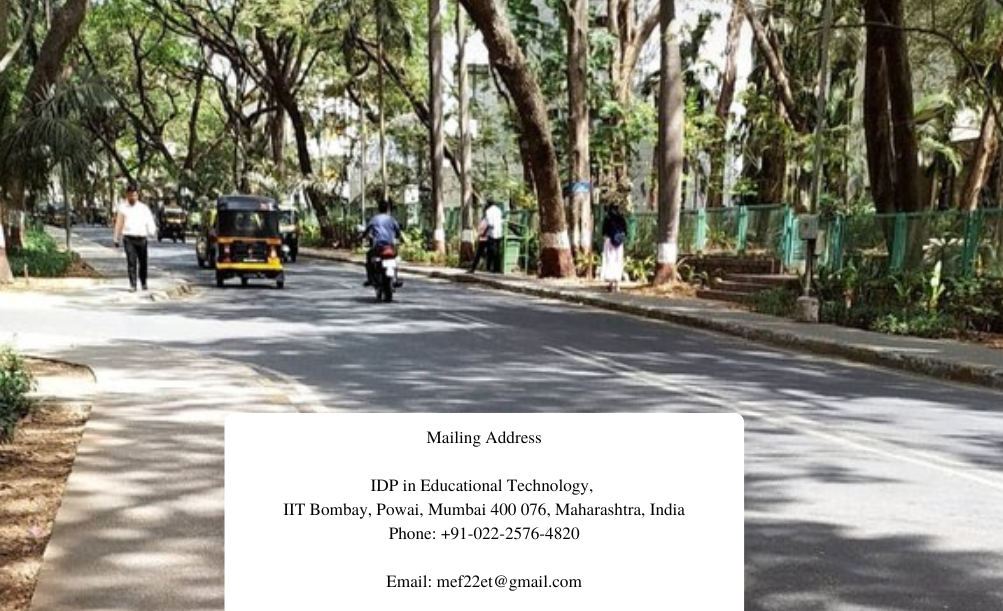 Mailing Address
IDP in Educational Technology,
IIT Bombay, Powai, Mumbai 400 076, Maharashtra, India
Phone: +91-022-2576-4820
Email: mef22et@gmail.com